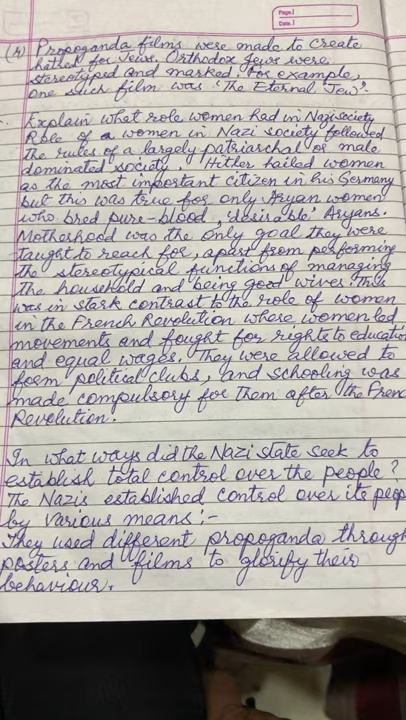 Page:
Date:
(4) Propoganda films were made to create
hatred for Jews. Orthodox Jews were
stereotyped and marked. For example,
one such film was 'The Eternal Jew'.
Explain what role women had in Nazi society
Role of a women in Nazi society followed
the rules of a largely patriarchal or male
dominated society. Hitler hailed women
as the most important citizen in his Germany
but this was true for only Aryan women
who bred pure-blood, 'desirable' Aryans.
Motherhood was the only goal they were
taught to reach for, apart from performing
the stereotypical functions of managing
the household and being good wives. This
was in stark contrast to the role of women
in the French Revolution where women led
movements and fought for rights to education
and equal wages. They were allowed to
form political clubs, and schooling was
made compulsory for them after the Frenc
Revolution.
In what ways did the Nazi state seek to
establish total control over the people?
The Nazis established control over its peop
by various means:-
They used different propoganda through
posters and films to glorify their
behaviour.